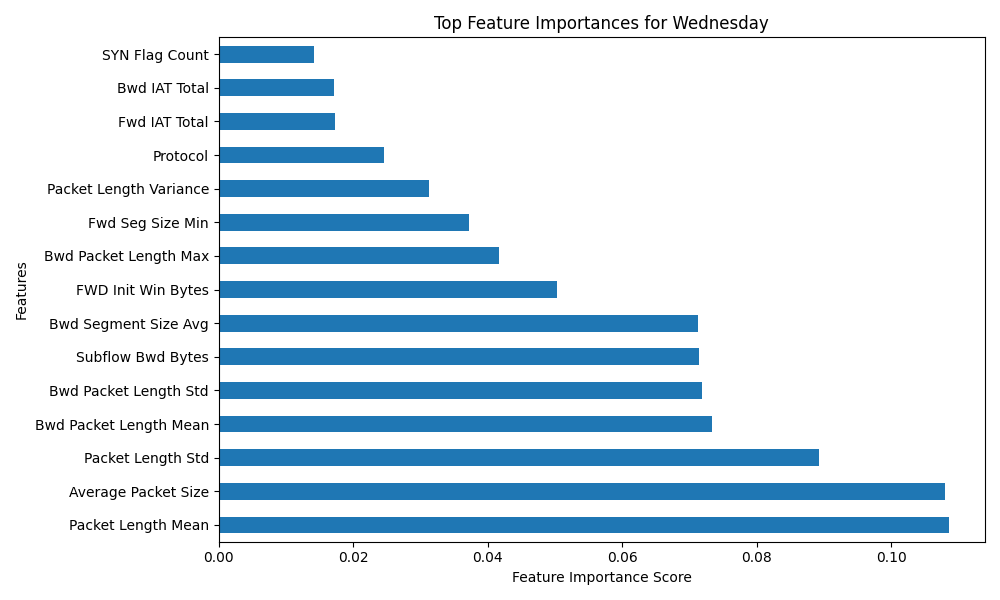 Top Feature Importances for Wednesday
SYN Flag Count
Bwd IAT Total
Fwd IAT Total
Protocol
Packet Length Variance
Fwd Seg Size Min
Bwd Packet Length Max
FWD Init Win Bytes
Bwd Segment Size Avg
Subflow Bwd Bytes
Bwd Packet Length Std
Bwd Packet Length Mean
Packet Length Std
Average Packet Size
Packet Length Mean
Features
0.00 0.02 0.04 0.06 0.08 0.10
Feature Importance Score